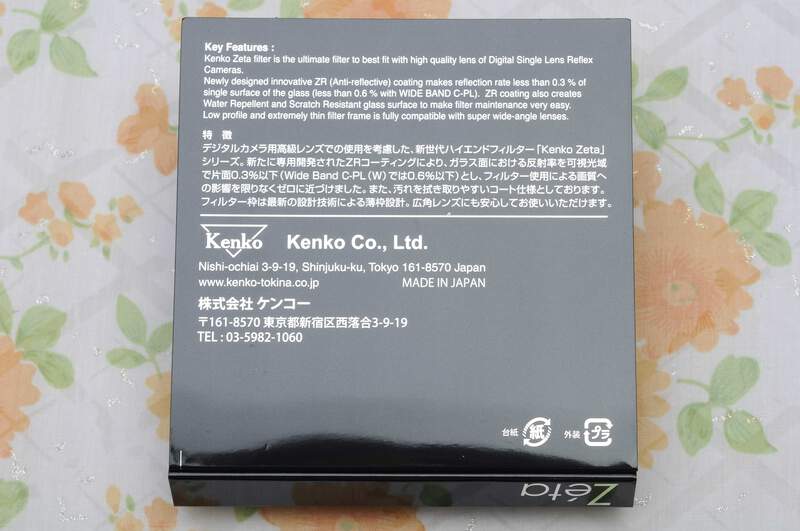 Key Features :
Kenko Zeta filter is the ultimate filter to best fit with high quality lens of Digital Single Lens Reflex
Cameras.
Newly designed innovative ZR (Anti-reflective) coating makes reflection rate less than 0.3 % of
single surface of the glass (less than 0.6 % with WIDE BAND C-PL). ZR coating also creates
Water Repellent and Scratch Resistant glass surface to make filter maintenance very easy.
Low profile and extremely thin filter frame is fully compatible with super wide-angle lenses.
特 徴
デジタルカメラ用高級レンズでの使用を考慮した、新世代ハイエンドフィルター「Kenko Zeta」
シリーズ。新たに専用開発されたZRコーティングにより、ガラス面における反射率を可視光域
で片面0.3%以下（Wide Band C-PL（W）では0.6%以下）とし、フィルター使用による画質へ
の影響を限りなくゼロに近づけました。また、汚れを拭き取りやすいコート仕様としております。
フィルター枠は最新の設計技術による薄枠設計。広角レンズにも安心してお使いいただけます。
Kenko Kenko Co., Ltd.
Nishi-ochiai 3-9-19, Shinjuku-ku, Tokyo 161-8570 Japan
www.kenko-tokina.co.jp MADE IN JAPAN
株式会社 ケンコー
〒161-8570 東京都新宿区西落合3-9-19
TEL : 03-5982-1060
台紙 紙 外装 プラ
Zéta